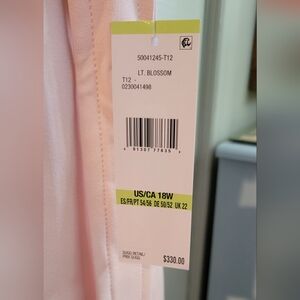 50041245-T12
LT. BLOSSOM
T12 -
0230041498
US/CA 18W
ES/FR/PT 54/56 DE 50/52 UK 22
$330.00